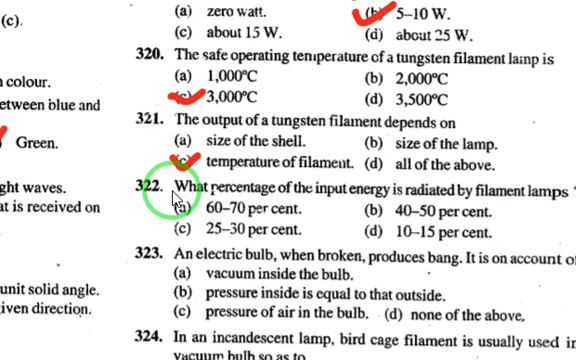 (c).
n colour.
etween blue and
Green.
ght waves.
at is received on
unit solid angle.
iven direction.
(a) zero watt.
(b) 5–10 W.
(c) about 15 W.
(d) about 25 W.
320. The safe operating temperature of a tungsten filament lamp is
(a) 1,000°C
(b) 2,000°C
(c) 3,000°C
(d) 3,500°C
321. The output of a tungsten filament depends on
(a) size of the shell.
(b) size of the lamp.
(c) temperature of filament.
(d) all of the above.
322. What percentage of the input energy is radiated by filament lamps ?
(a) 60–70 per cent.
(b) 40–50 per cent.
(c) 25–30 per cent.
(d) 10–15 per cent.
323. An electric bulb, when broken, produces bang. It is on account o
(a) vacuum inside the bulb.
(b) pressure inside is equal to that outside.
(c) pressure of air in the bulb.
(d) none of the above.
324. In an incandescent lamp, bird cage filament is usually used in
vacuum bulb so as to